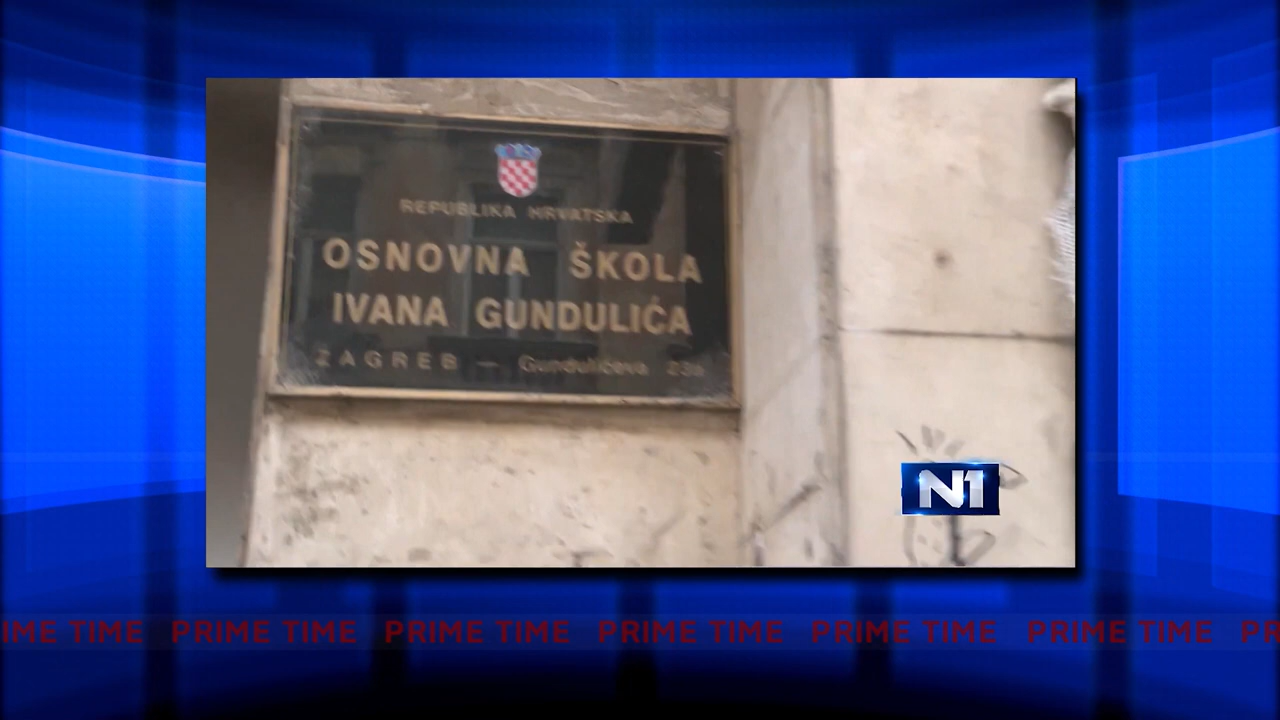 REPUBLIKA HRVATSKA
OSNOVNA ŠKOLA
IVANA GUNDULIĆA
ZAGREB — Gundulićeva
N1
IME TIME PRIME TIME PRIME TIME PRIME TIME PRIME TIME PRIME TIME PR